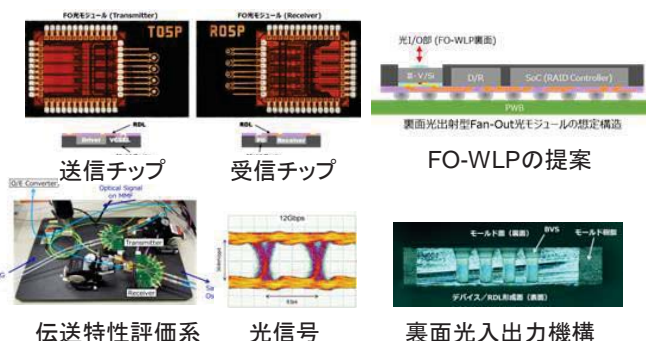 FO光モジュール (Transmitter)
FO光モジュール (Receiver)
TOSP
ROSP
光I/O部 (FO-WLP裏面)
Ⅲ-V/Si
D/R
SoC (RAID Controller)
PWB
裏面光出射型Fan-Out光モジュールの想定構造
RDL
Driver
VCSEL
RDL
PD
Receiver
送信チップ
受信チップ
FO-WLPの提案
O/E Converter
Optical Signal
on MMF
Transmitter
Receiver
12Gbps
モールド面 (裏面)
BVS
モールド樹脂
デバイス/RDL形成面 (表面)
伝送特性評価系
光信号
裏面光入出力機構